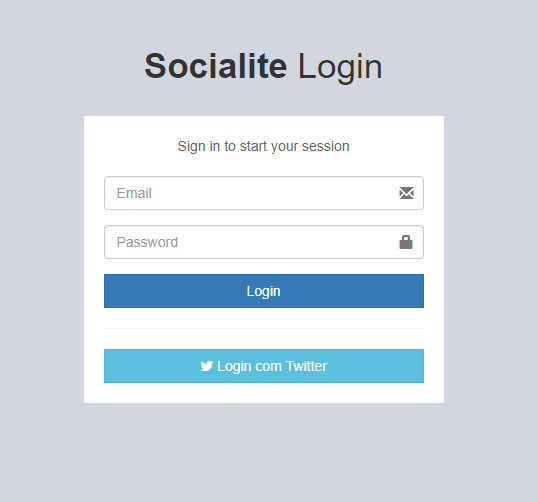 Socialite Login
Sign in to start your session
Email
Password
Login
Login com Twitter